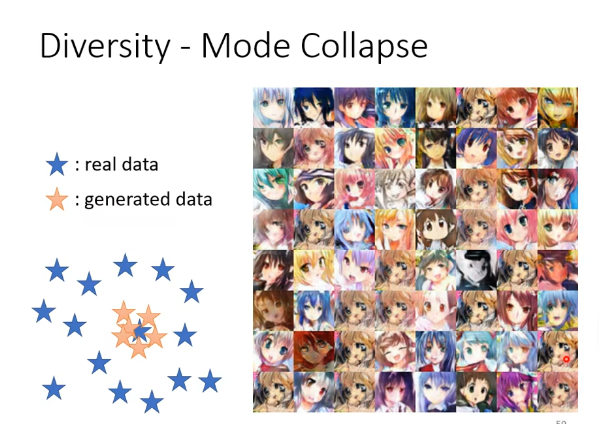 Diversity - Mode Collapse
: real data
: generated data